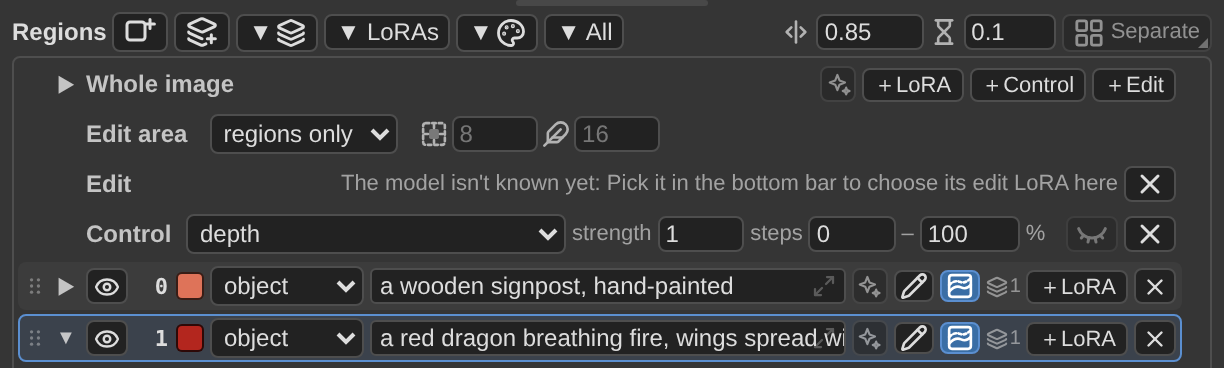 Regions ▼ ▼ LoRAs ▼ ▼ All 0.85 0.1 Separate
▶ Whole image +LoRA +Control +Edit
Edit area regions only 8 16
Edit The model isn't known yet: Pick it in the bottom bar to choose its edit LoRA here
Control depth strength 1 steps 0 – 100 %
▶ 0 object a wooden signpost, hand-painted 1 +LoRA
▼ 1 object a red dragon breathing fire, wings spread wi 1 +LoRA